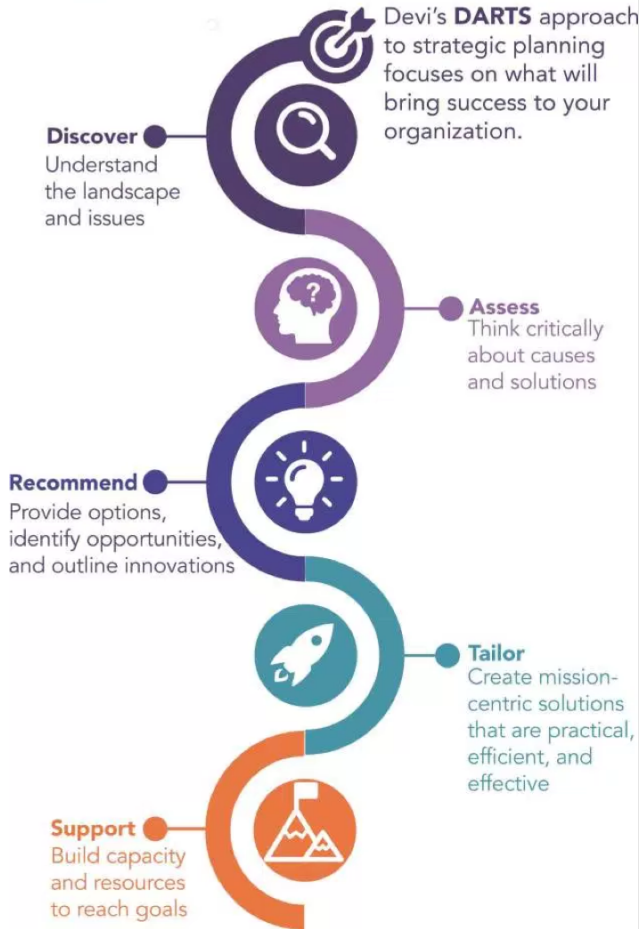 Devi's DARTS approach
to strategic planning
focuses on what will
bring success to your
organization.
Discover
Understand
the landscape
and issues
?
Assess
Think critically
about causes
and solutions
Recommend
Provide options,
identify opportunities,
and outline innovations
Tailor
Create mission-
centric solutions
that are practical,
efficient, and
effective
Support
Build capacity
and resources
to reach goals